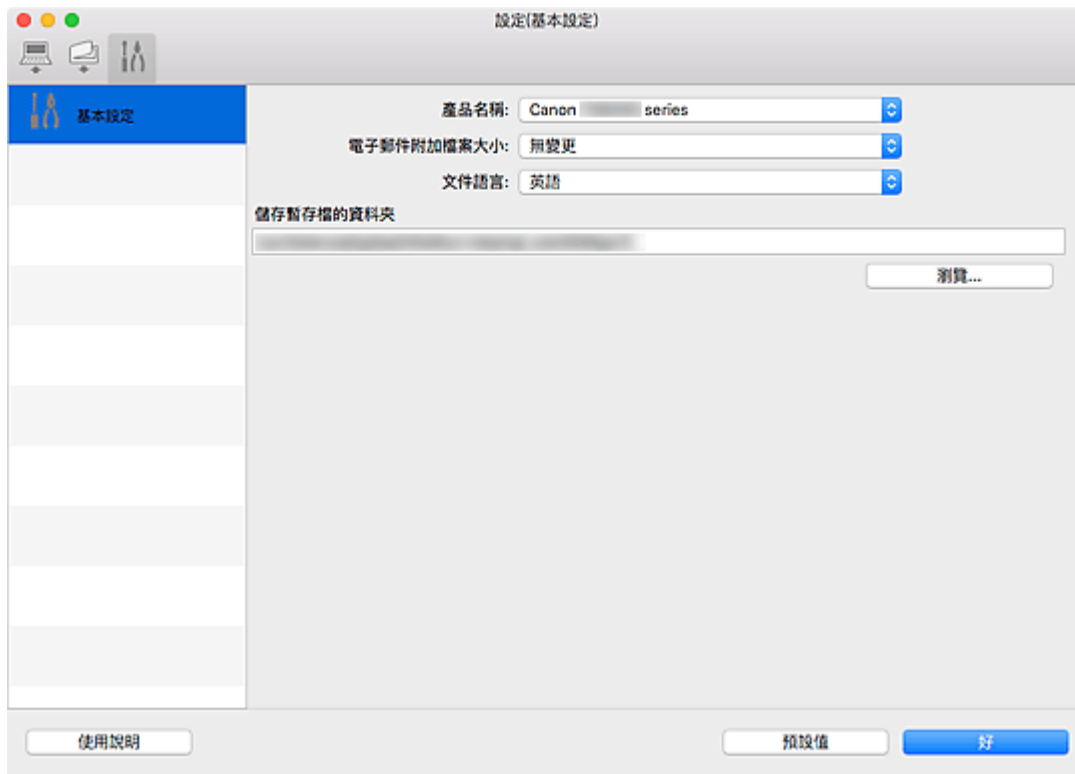 設定(基本設定)
基本設定
產品名稱: Canon series
電子郵件附加檔案大小: 無變更
文件語言: 英語
儲存暫存檔的資料夾
瀏覽...
使用說明
預設值
好